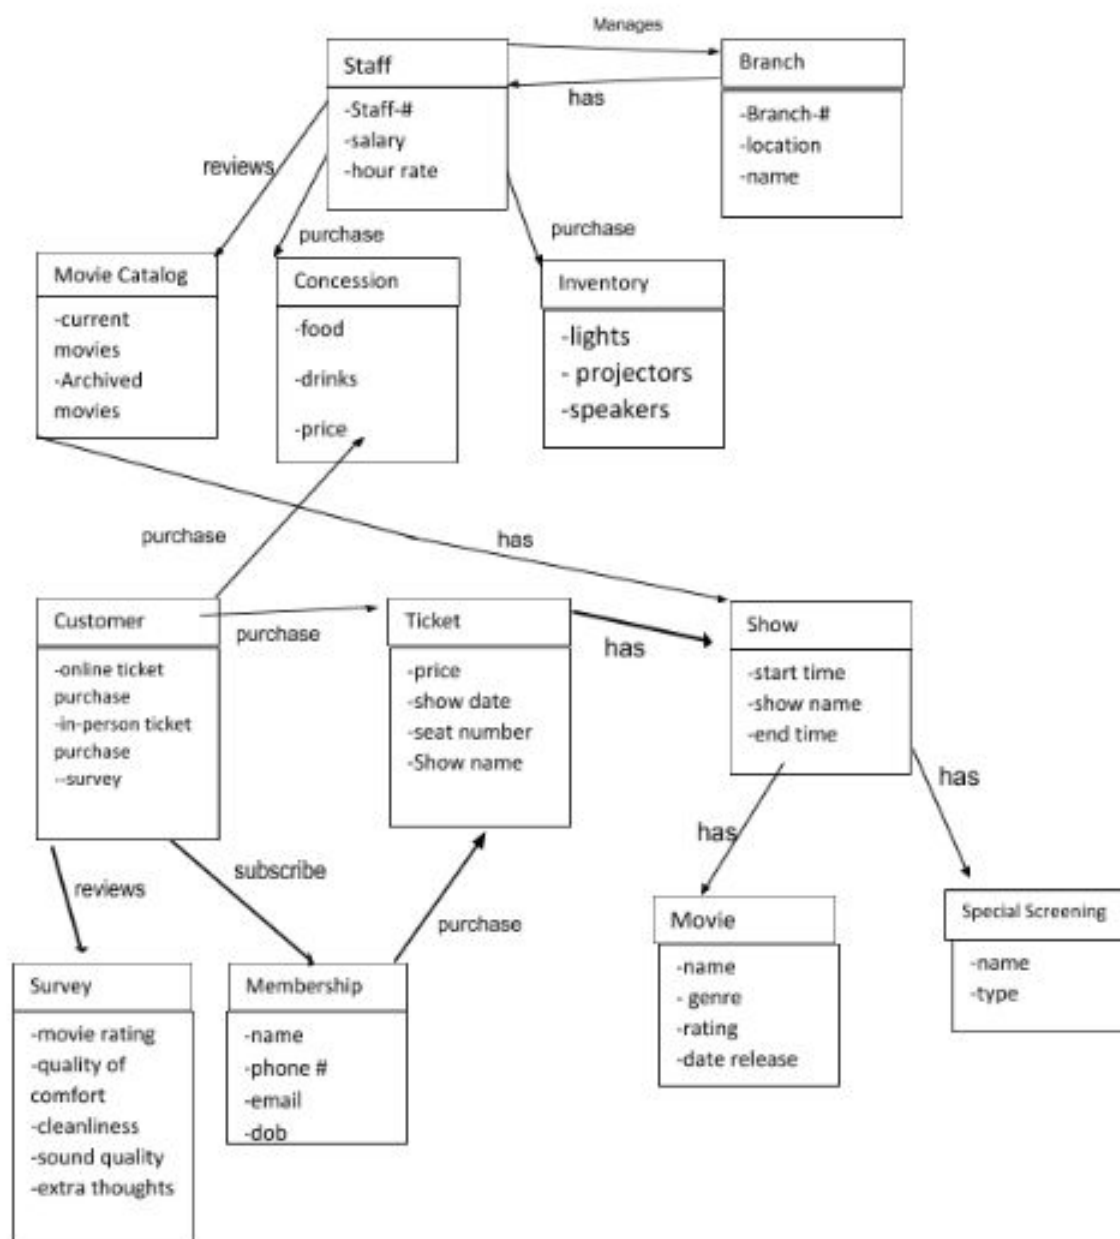 Manages
Staff
-Staff-#
-salary
-hour rate
Branch
-Branch-#
-location
-name
has
reviews
purchase
purchase
Movie Catalog
-current
movies
-Archived
movies
Concession
-food
-drinks
-price
Inventory
-lights
- projectors
-speakers
purchase
has
Customer
-online ticket
purchase
-in-person ticket
purchase
--survey
purchase
Ticket
-price
-show date
-seat number
-Show name
has
Show
-start time
-show name
-end time
has
has
reviews
subscribe
purchase
Survey
-movie rating
-quality of
comfort
-cleanliness
-sound quality
-extra thoughts
Membership
-name
-phone #
-email
-dob
Movie
-name
- genre
-rating
-date release
Special Screening
-name
-type